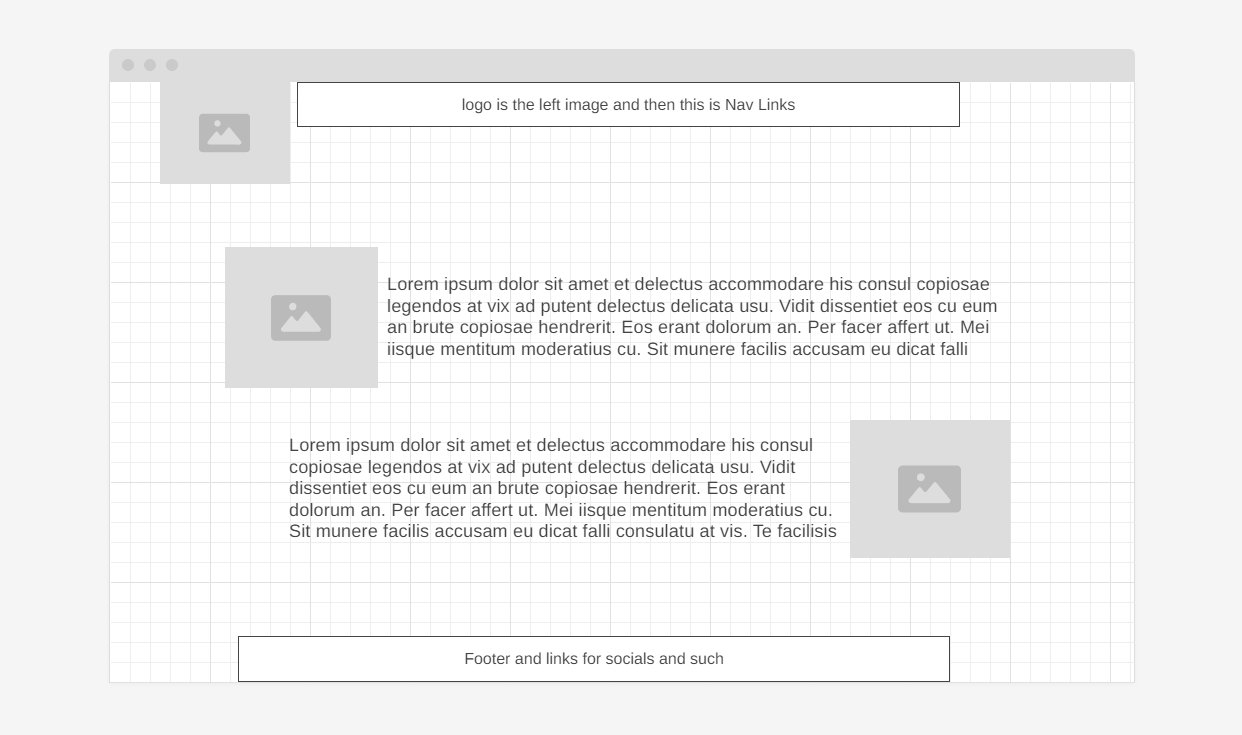 logo is the left image and then this is Nav Links
Lorem ipsum dolor sit amet et delectus accommodare his consul copiosae
legendos at vix ad putent delectus delicata usu. Vidit dissentiet eos cu eum
an brute copiosae hendrerit. Eos erant dolorum an. Per facer affert ut. Mei
iisque mentitum moderatius cu. Sit munere facilis accusam eu dicat falli
Lorem ipsum dolor sit amet et delectus accommodare his consul
copiosae legendos at vix ad putent delectus delicata usu. Vidit
dissentiet eos cu eum an brute copiosae hendrerit. Eos erant
dolorum an. Per facer affert ut. Mei iisque mentitum moderatius cu.
Sit munere facilis accusam eu dicat falli consulatu at vis. Te facilisis
Footer and links for socials and such